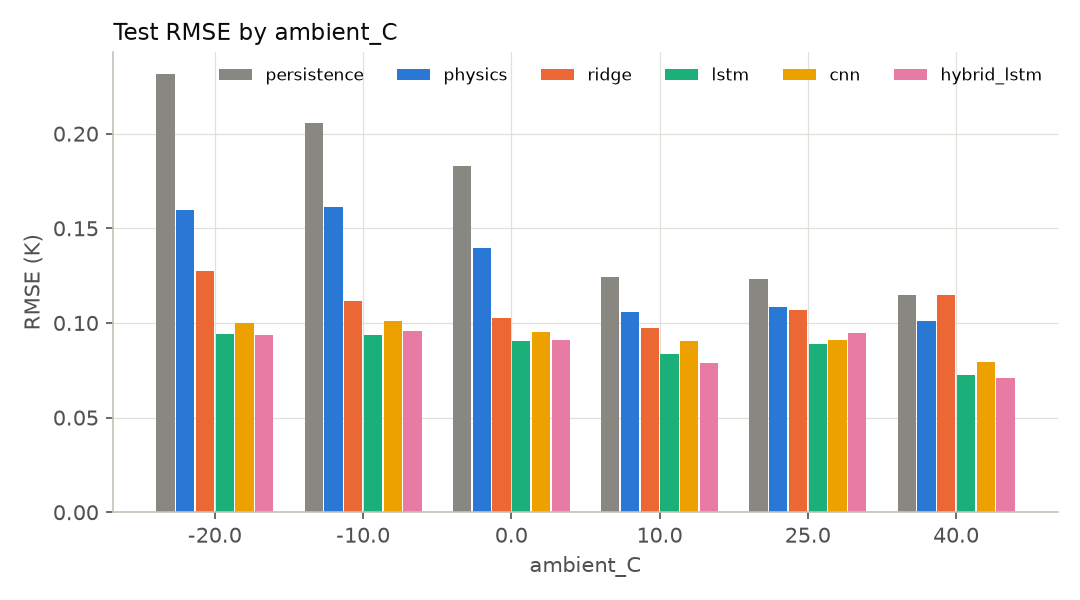 Test RMSE by ambient_C
persistence physics ridge lstm cnn hybrid_lstm
RMSE (K)
0.20
0.15
0.10
0.05
0.00
-20.0 -10.0 0.0 10.0 25.0 40.0
ambient_C